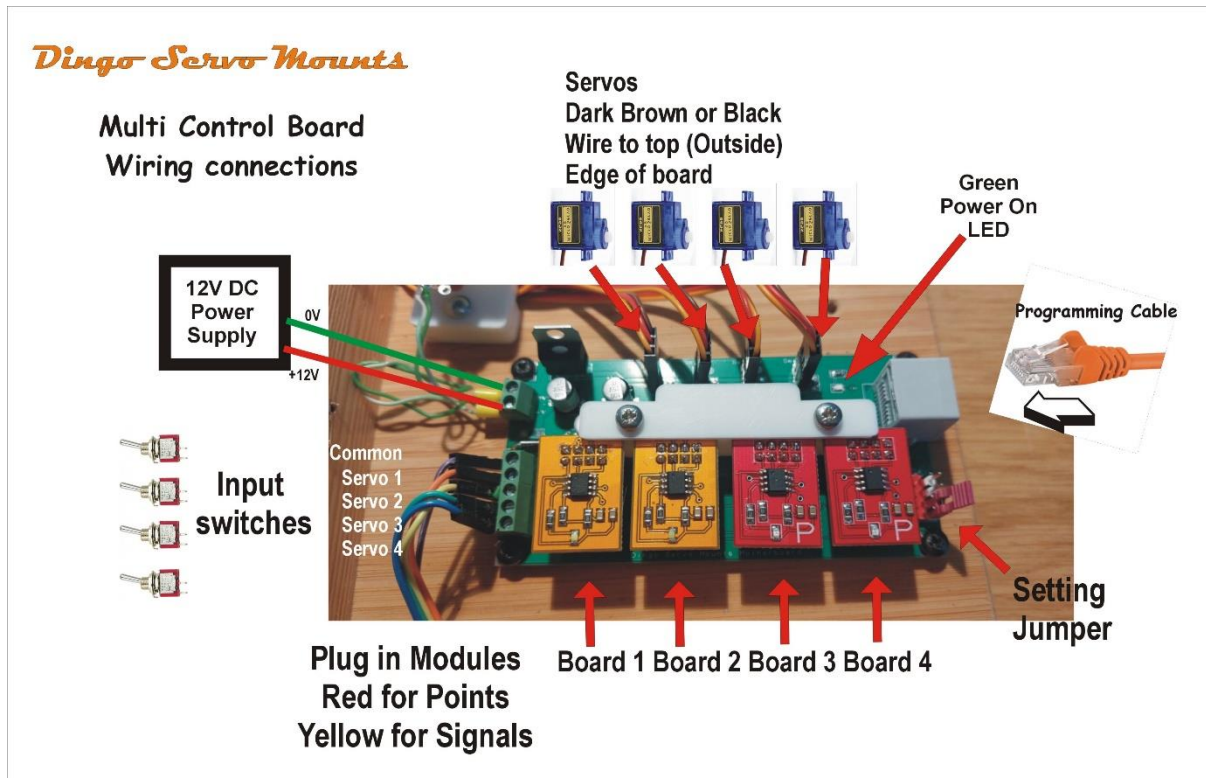 Dingo Servo Mounts
Multi Control Board
Wiring connections
Servos
Dark Brown or Black
Wire to top (Outside)
Edge of board
Green
Power On
LED
12V DC
Power
Supply
0V
+12V
Programming Cable
Input
switches
Common
Servo 1
Servo 2
Servo 3
Servo 4
P
P
Setting
Jumper
Plug in Modules
Red for Points
Yellow for Signals
Board 1 Board 2 Board 3 Board 4